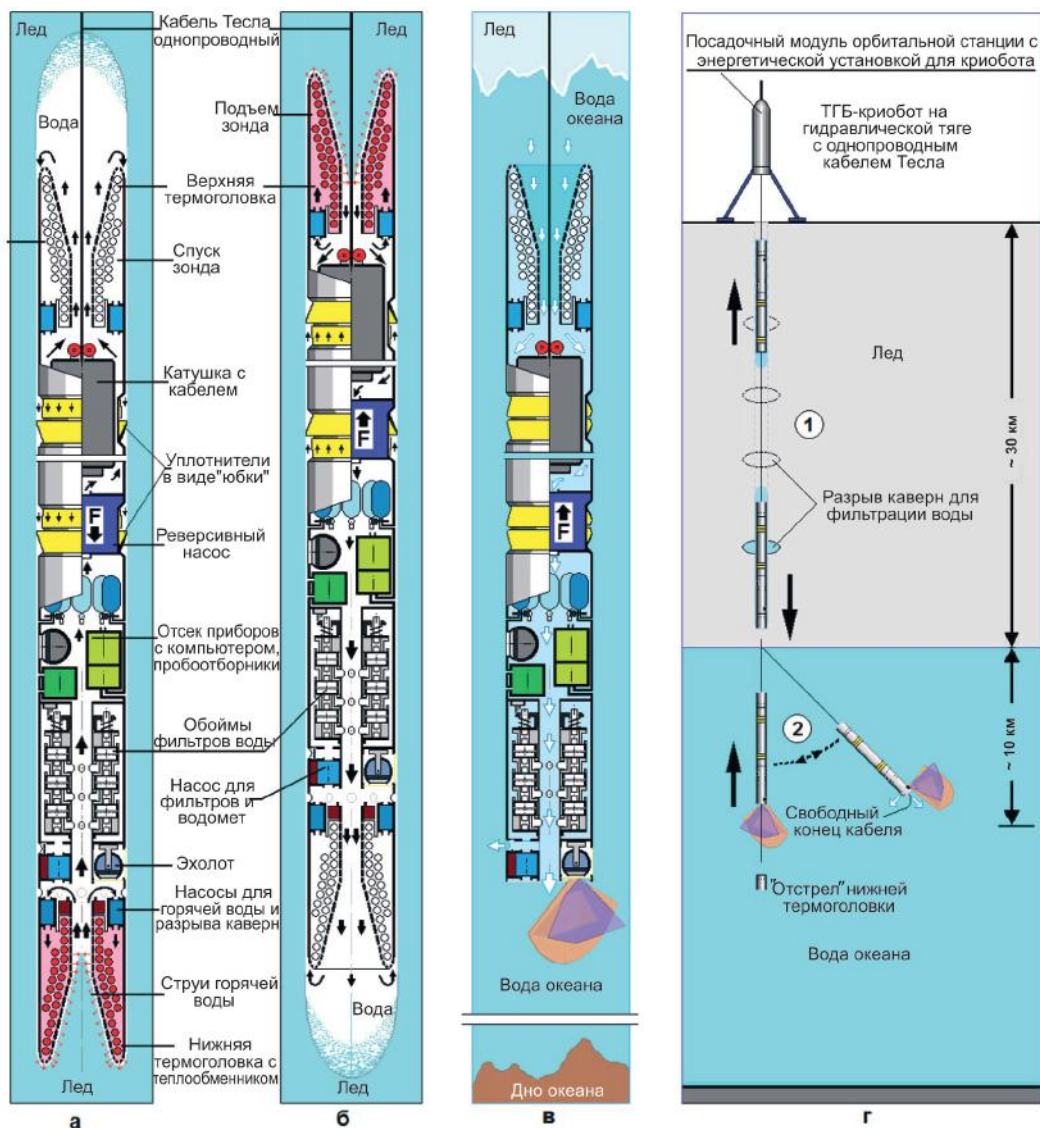 Лед
Кабель Тесла
однопроводный
Лед
Вода
Подъем
зонда
Верхняя
термоголовка
Спуск
зонда
Катушка с
кабелем
Уплотнители
в виде"юбки"
F
Реверсивный
насос
F
Отсек приборов
с компьютером,
пробоотборники
Обоймы
фильтров воды
Насос для
фильтров и
водомет
Эхолот
Насосы для
горячей воды и
разрыва каверн
Струи горячей
воды
Нижняя
термоголовка с
теплообменником
Лед
Вода
Лед
а
б
Лед
Вода
океана
F
Вода океана
Дно океана
в
Посадочный модуль орбитальной станции с
энергетической установкой для криобота
ТГБ-криобот на
гидравлической тяге
с однопроводным
кабелем Тесла
Лед
1
~ 30 км
Разрыв каверн для
фильтрации воды
2
~ 10 км
Свободный
конец кабеля
"Отстрел" нижней
термоголовки
Вода океана
г